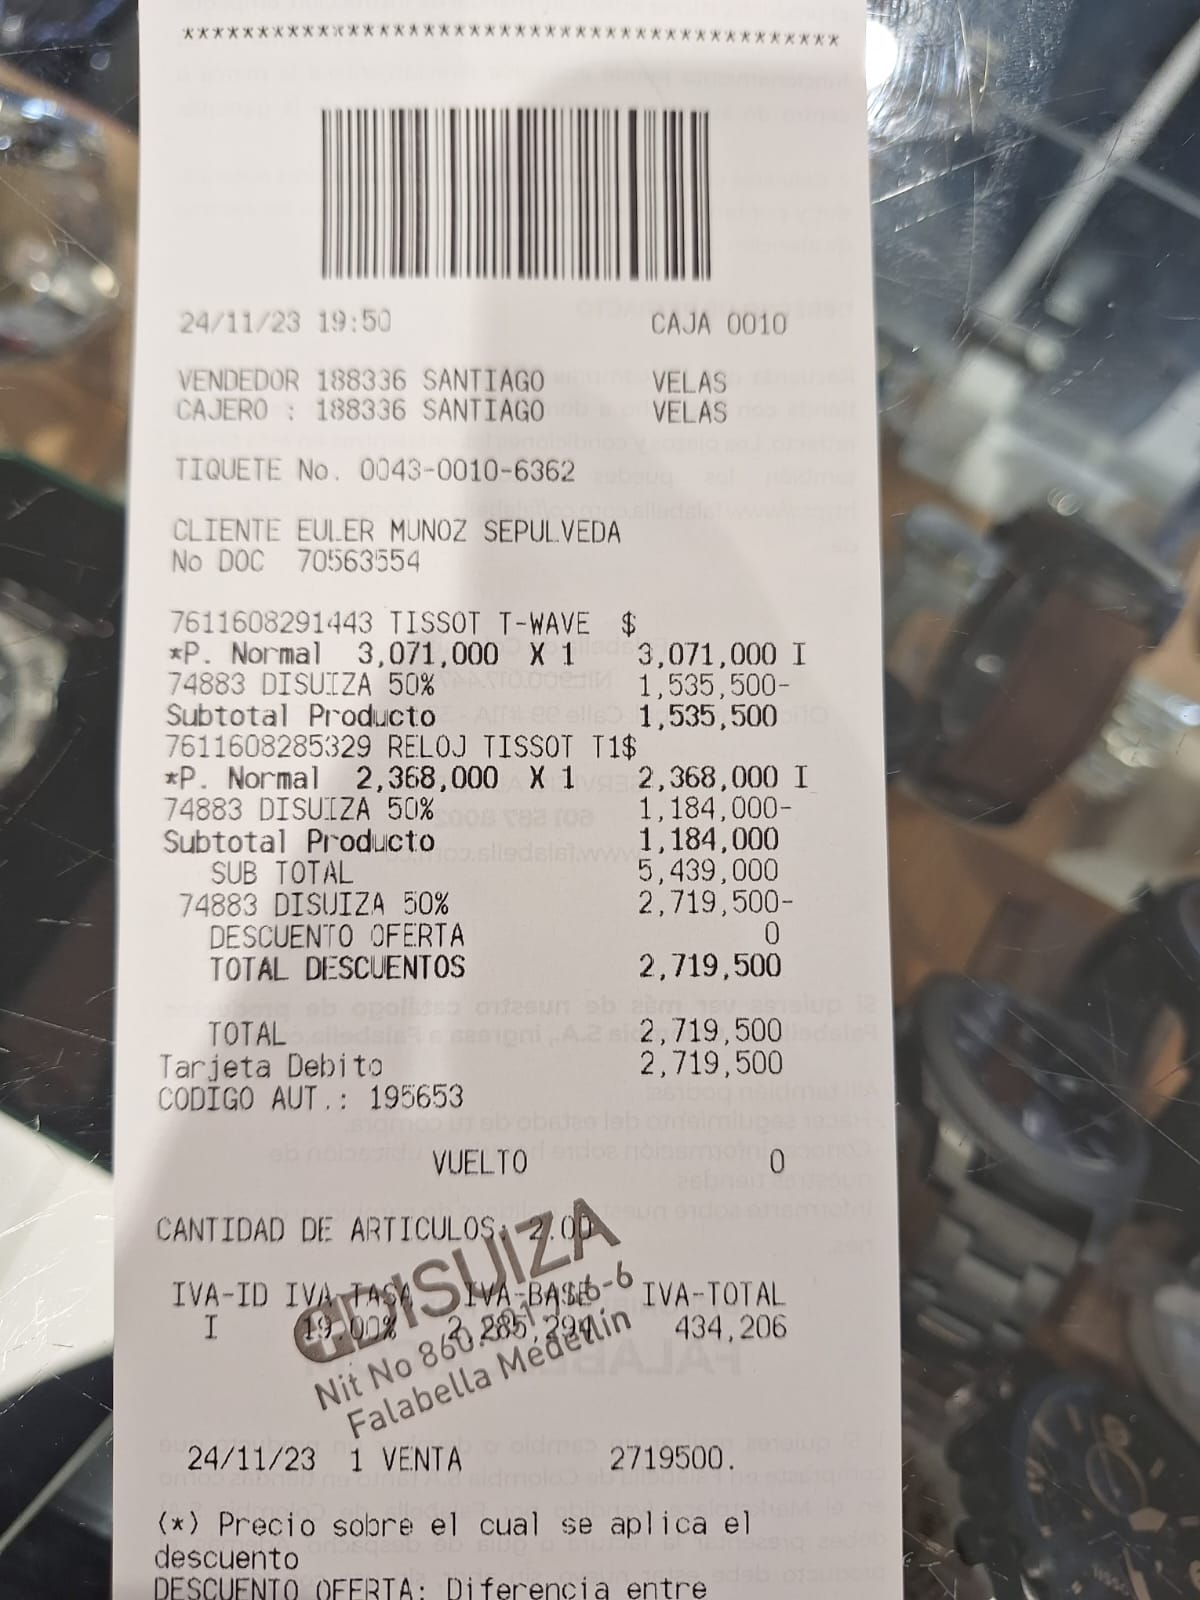 ********************************************
24/11/23 19:50 CAJA 0010
VENDEDOR 188336 SANTIAGO VELAS
CAJERO : 188336 SANTIAGO VELAS
TIQUETE No. 0043-0010-6362
CLIENTE EULER MUNOZ SEPULVEDA
No DOC 70563554
7611608291443 TISSOT T-WAVE $
*P. Normal 3,071,000 X 1 3,071,000 I
74883 DISUIZA 50% 1,535,500-
Subtotal Producto 1,535,500
7611608285329 RELOJ TISSOT T1$
*P. Normal 2,368,000 X 1 2,368,000 I
74883 DISUIZA 50% 1,184,000-
Subtotal Producto 1,184,000
SUB TOTAL 5,439,000
74883 DISUIZA 50% 2,719,500-
DESCUENTO OFERTA 0
TOTAL DESCUENTOS 2,719,500
TOTAL 2,719,500
Tarjeta Debito 2,719,500
CODIGO AUT.: 195653
VUELTO 0
CANTIDAD DE ARTICULOS: 2.00
IVA-ID IVA-TASA IVA-BASE IVA-TOTAL
I 19.00% 2,285,294 434,206
DISUIZA
Nit No
Falabella Medellín
24/11/23 1 VENTA 2719500.
(*) Precio sobre el cual se aplica el
descuento
DESCUENTO OFERTA: Diferencia entre